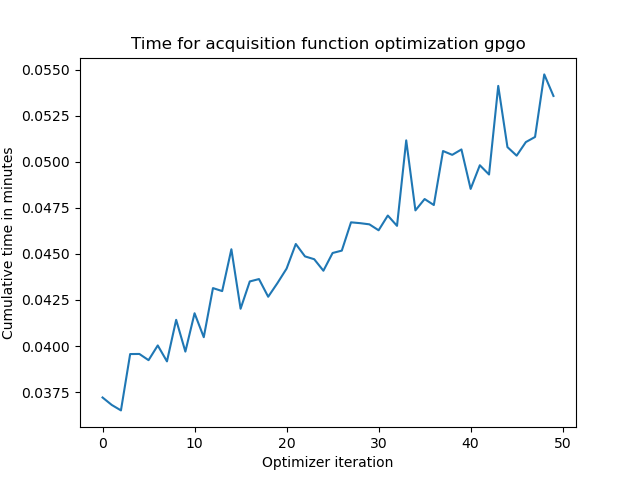 Time for acquisition function optimization gpgo
0.0550
0.0525
0.0500
0.0475
0.0450
0.0425
0.0400
0.0375
Cumulative time in minutes
0 10 20 30 40 50
Optimizer iteration